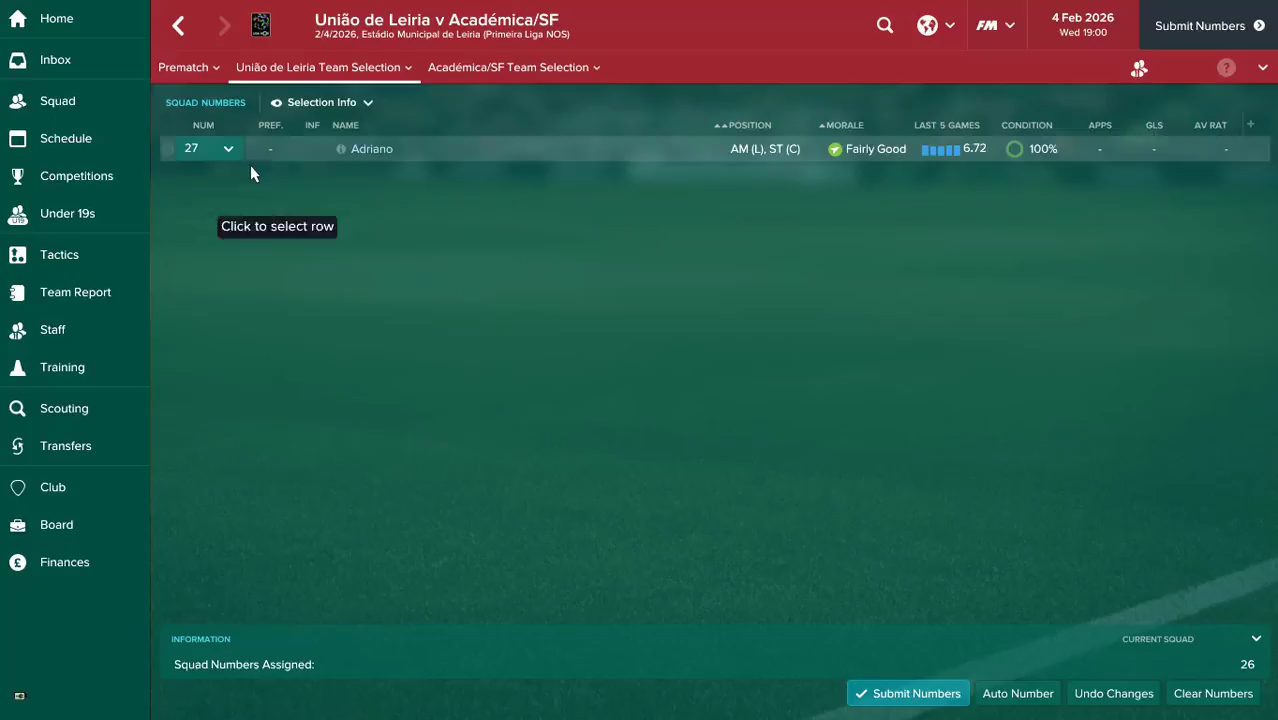 Home
Inbox
Squad
Schedule
Competitions
U19
Under 19s
Tactics
Team Report
Staff
Training
Scouting
Transfers
Club
Board
Finances
União de Leiria v Académica/SF
2/4/2026, Estádio Municipal de Leiria (Primeira Liga NOS)
FM
4 Feb 2026
Wed 19:00
Submit Numbers
Prematch
União de Leiria Team Selection
Académica/SF Team Selection
?
SQUAD NUMBERS
Selection Info
NUM PREF. INF NAME POSITION MORALE LAST 5 GAMES CONDITION APPS GLS AV RAT +
27 - Adriano AM (L), ST (C) Fairly Good 6.72 100% - - -
Click to select row
INFORMATION CURRENT SQUAD
Squad Numbers Assigned: 26
Submit Numbers Auto Number Undo Changes Clear Numbers